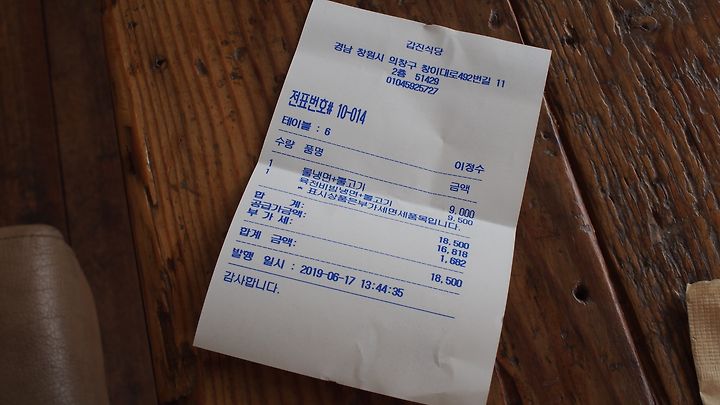 갑진식당
경남 창원시 의창구 창이대로492번길 11
2층 51429
01045925727
전표번호# 10-014
테이블 : 6 이정수
수량 품명 금액
1 물냉면+불고기 9,000
1 육전비빔냉면+불고기 9,500
* 표시상품은부가세면세품목입니다.
합 계: 18,500
공급가금액: 16,818
부 가 세: 1,682
합계 금액: 18,500
발행 일시 : 2019-06-17 13:44:35
감사합니다.